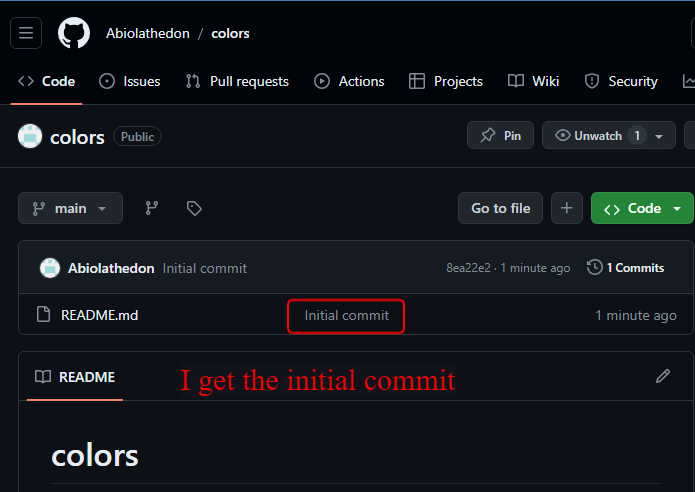 Abiolathedon / colors
Code Issues Pull requests Actions Projects Wiki Security
colors Public Pin Unwatch 1
main Go to file + Code
Abiolathedon Initial commit 8ea22e2 · 1 minute ago 1 Commits
README.md Initial commit 1 minute ago
README I get the initial commit
colors